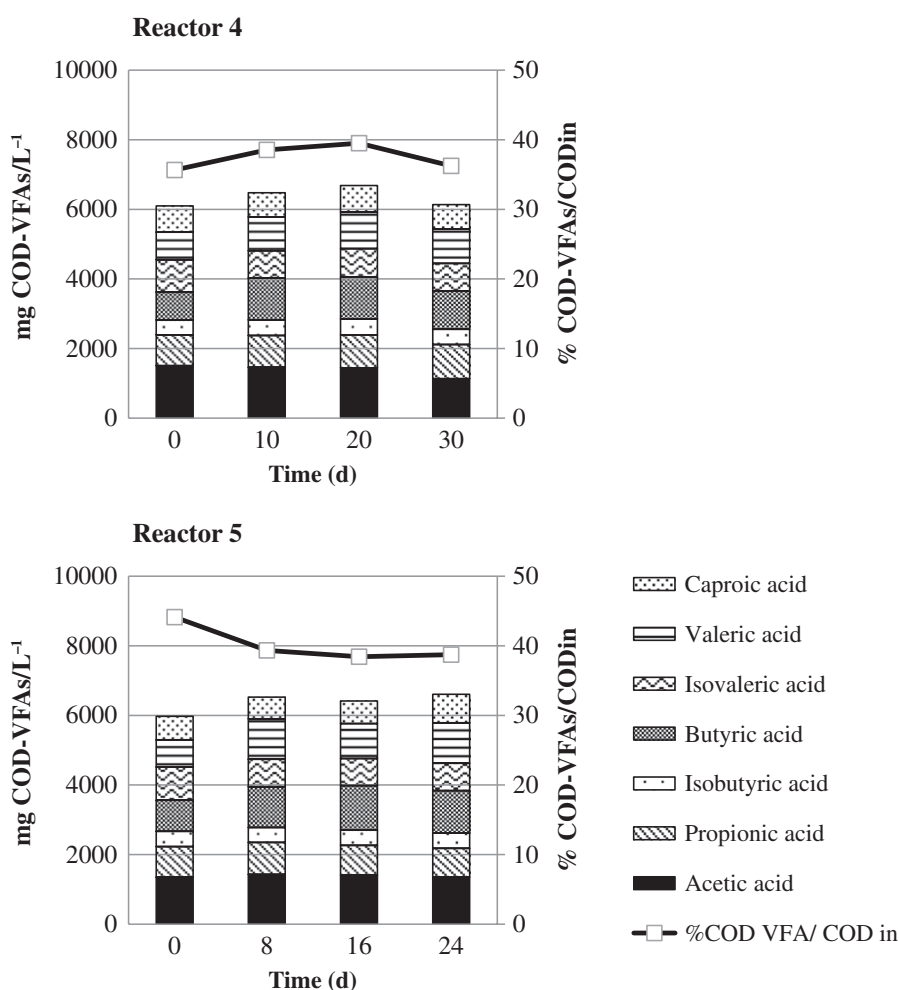 Reactor 4
mg COD-VFAs/L⁻¹
10000
8000
6000
4000
2000
0
50
40
30
20
10
0
% COD-VFAs/CODin
0 10 20 30
Time (d)
Reactor 5
mg COD-VFAs/L⁻¹
10000
8000
6000
4000
2000
0
50
40
30
20
10
0
% COD-VFAs/CODin
0 8 16 24
Time (d)
Caproic acid
Valeric acid
Isovaleric acid
Butyric acid
Isobutyric acid
Propionic acid
Acetic acid
%COD VFA/ COD in